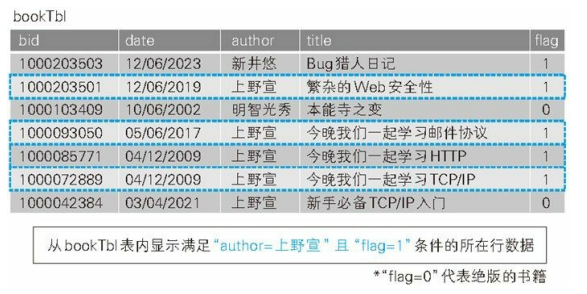 bookTbl
bid date author title flag
1000203503 12/06/2023 新井悠 Bug猎人日记 1
1000203501 12/06/2019 上野宣 繁杂的Web安全性 1
1000103409 10/06/2002 明智光秀 本能寺之变 0
1000093050 05/06/2017 上野宣 今晚我们一起学习邮件协议 1
1000085771 04/12/2009 上野宣 今晚我们一起学习HTTP 1
1000072889 04/12/2009 上野宣 今晚我们一起学习TCP/IP 1
1000042384 03/04/2021 上野宣 新手必备TCP/IP入门 0
从bookTbl表内显示满足“author=上野宣”且“flag=1”条件的所在行数据
*“flag=0”代表绝版的书籍